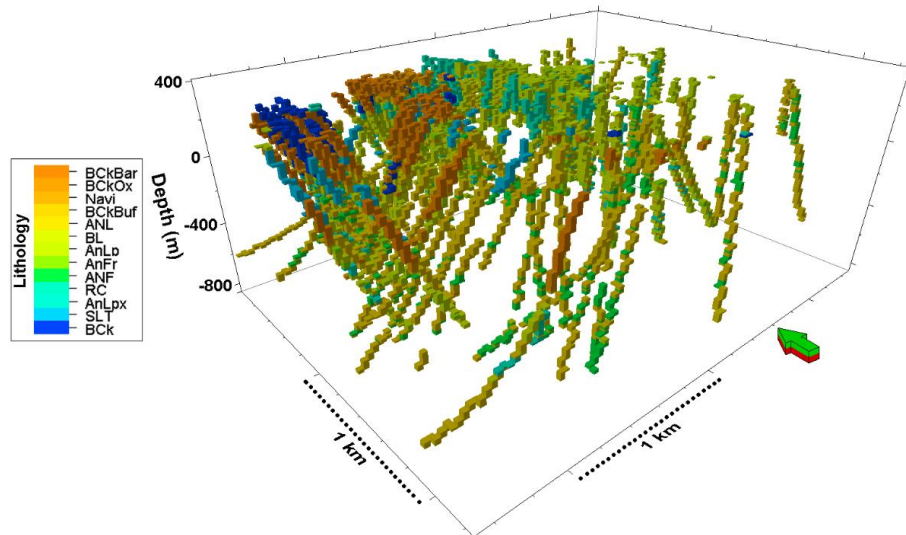 400
0
-400
-800
Depth (m)
Lithology
BCkBar
BCkOx
Navi
BCkBuf
ANL
BL
AnLp
AnFr
ANF
RC
AnLpx
SLT
BCk
1 km
1 km